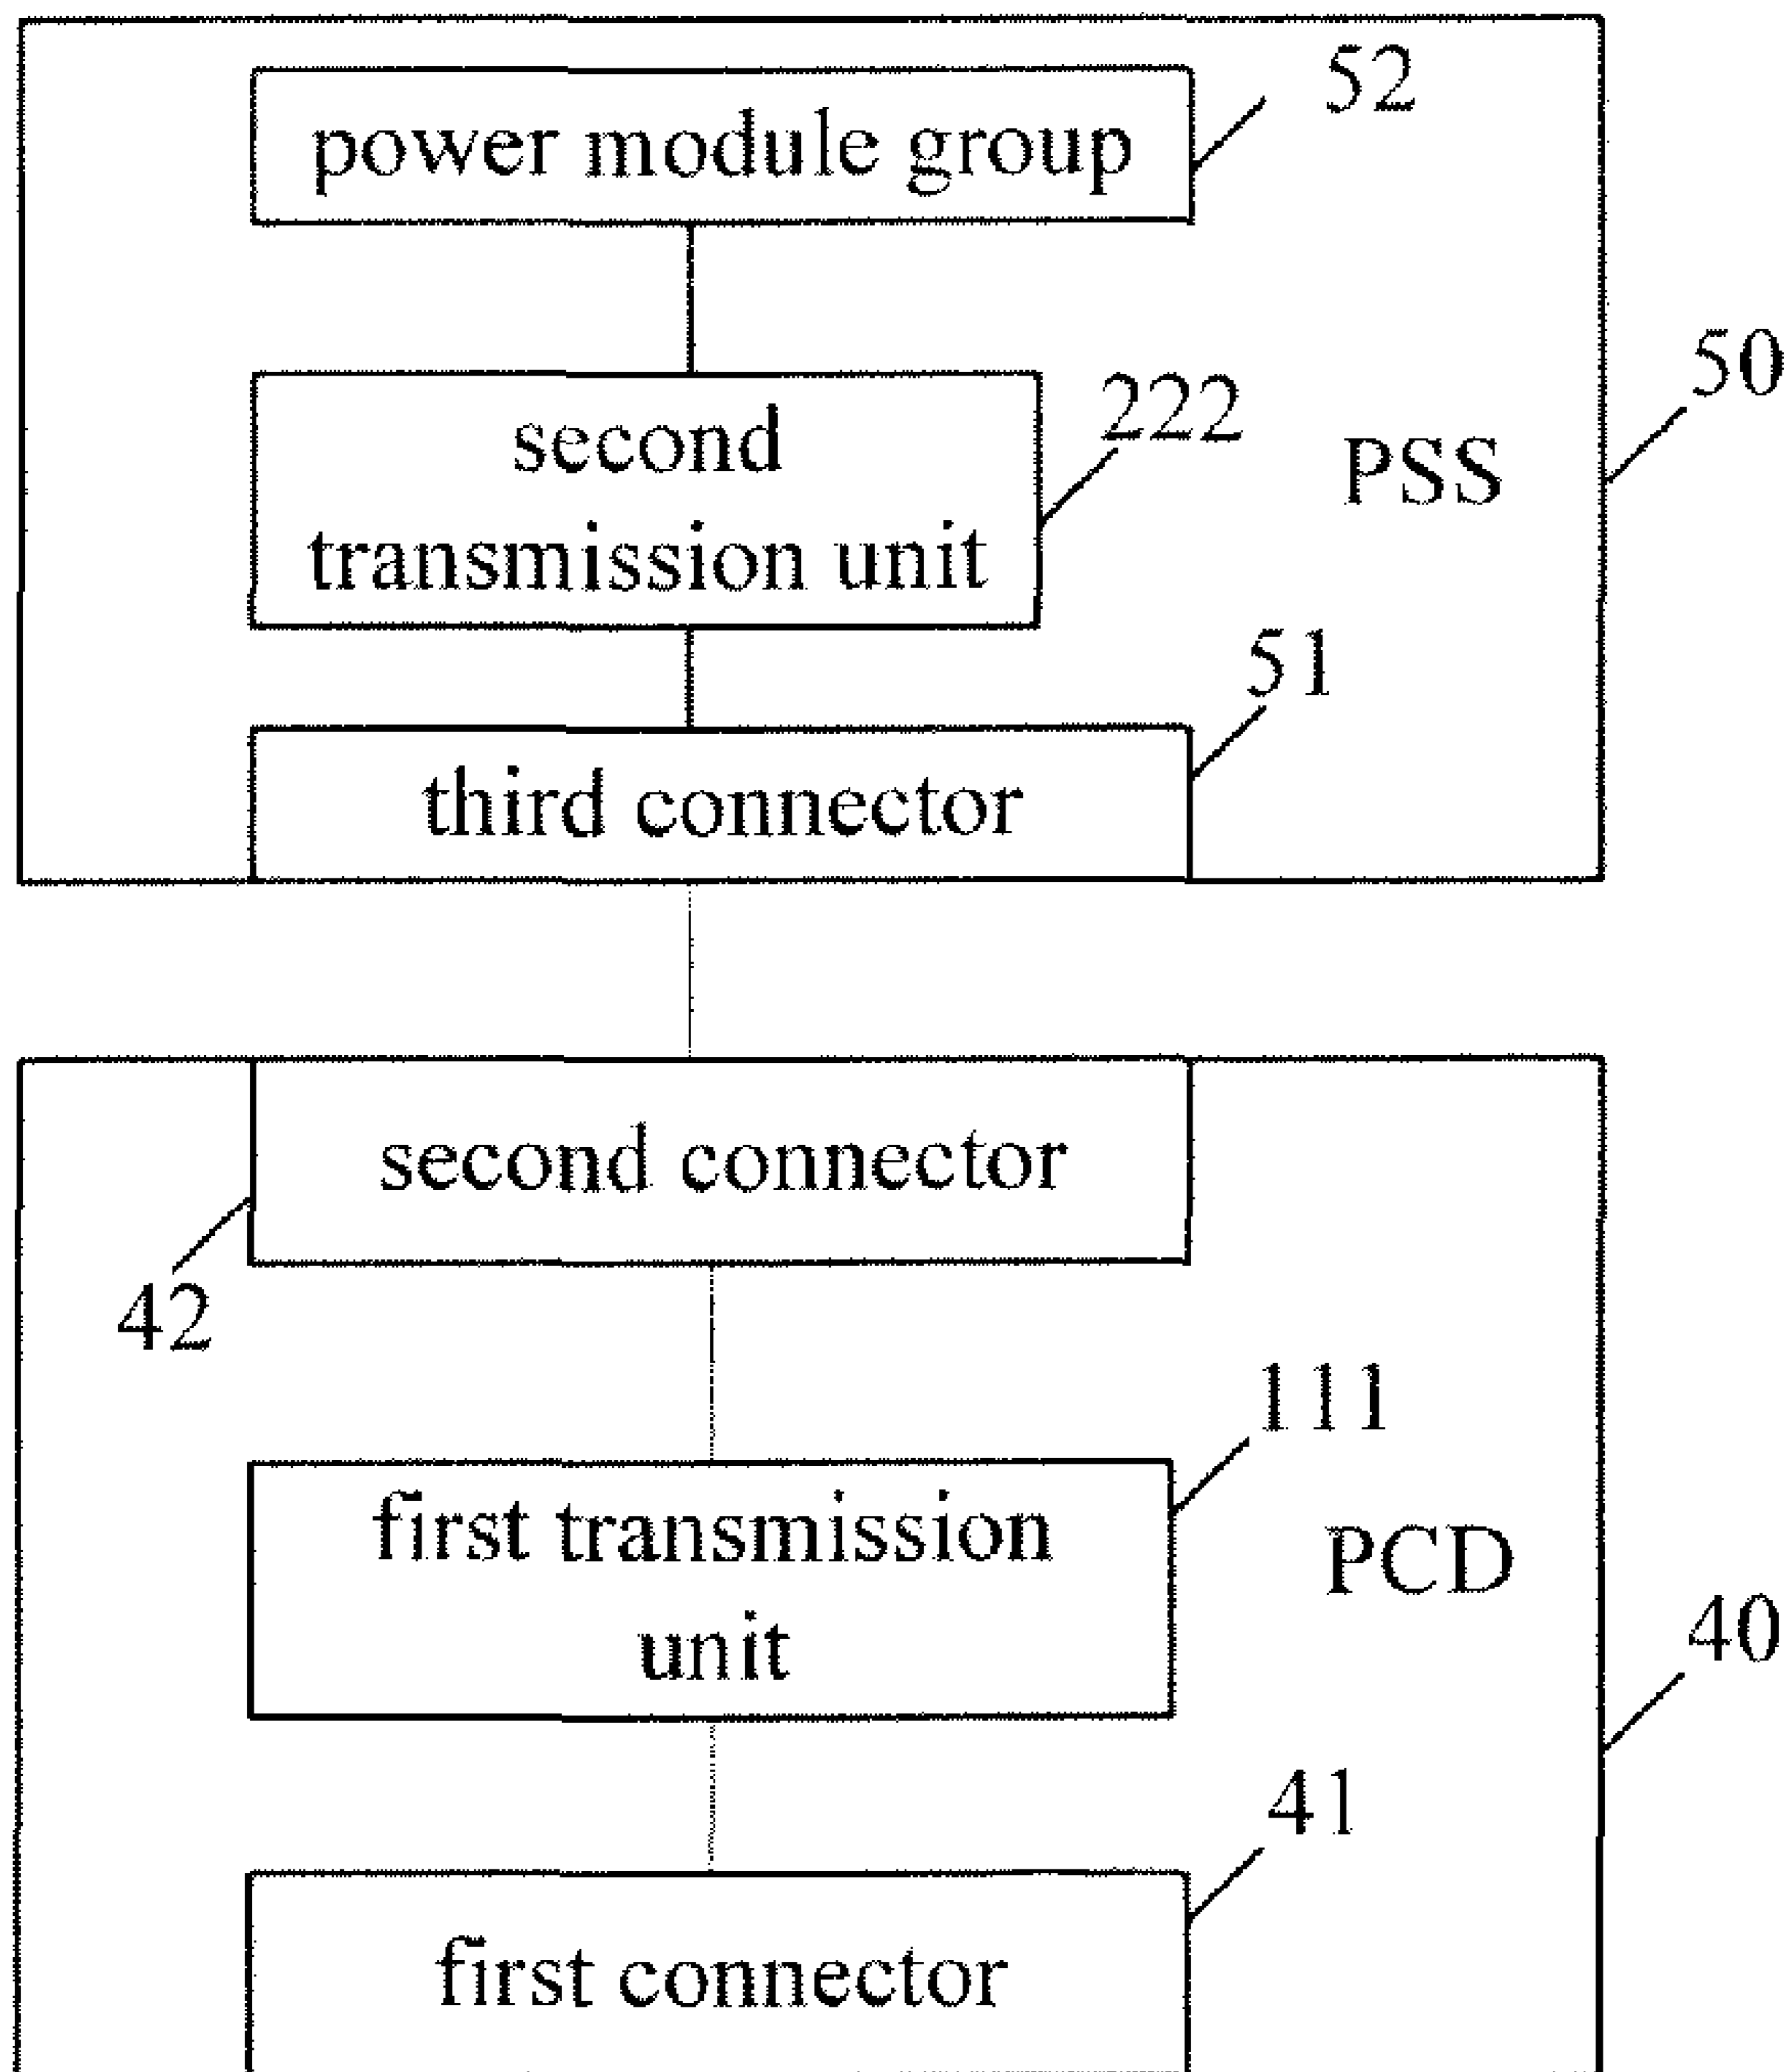 52
power module group
50
222
second
PSS
transmission unit
51
third connector
second connector
42
111
first transmission
PCD
unit
40
41
first connector